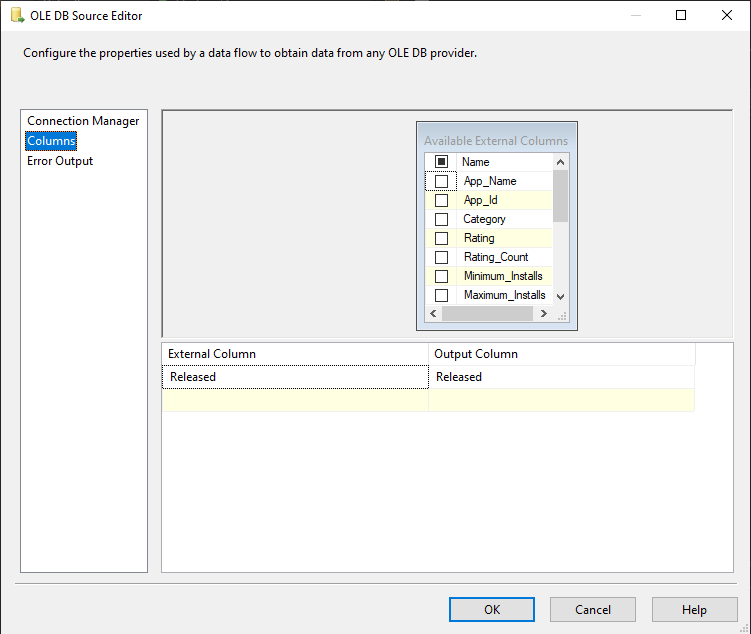 OLE DB Source Editor
Configure the properties used by a data flow to obtain data from any OLE DB provider.
Connection Manager
Columns
Error Output
Available External Columns
Name
App_Name
App_Id
Category
Rating
Rating_Count
Minimum_Installs
Maximum_Installs
External Column Output Column
Released Released
OK Cancel Help